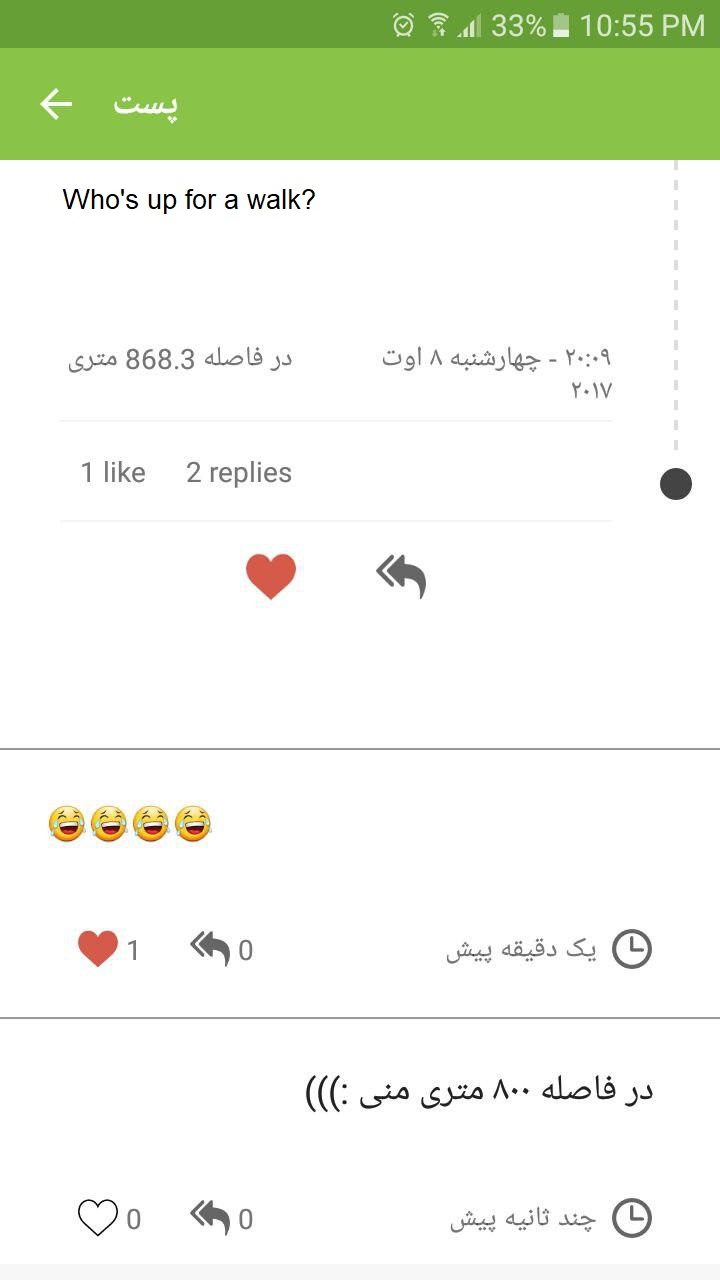 33% 10:55 PM
پست
Who's up for a walk?
۲۰:۰۹ - چهارشنبه ۸ اوت
۲۰۱۷
در فاصله 868.3 متری
1 like 2 replies
😂😂😂😂
1 0 یک دقیقه پیش
در فاصله ۸۰۰ متری منی :)))
0 0 چند ثانیه پیش